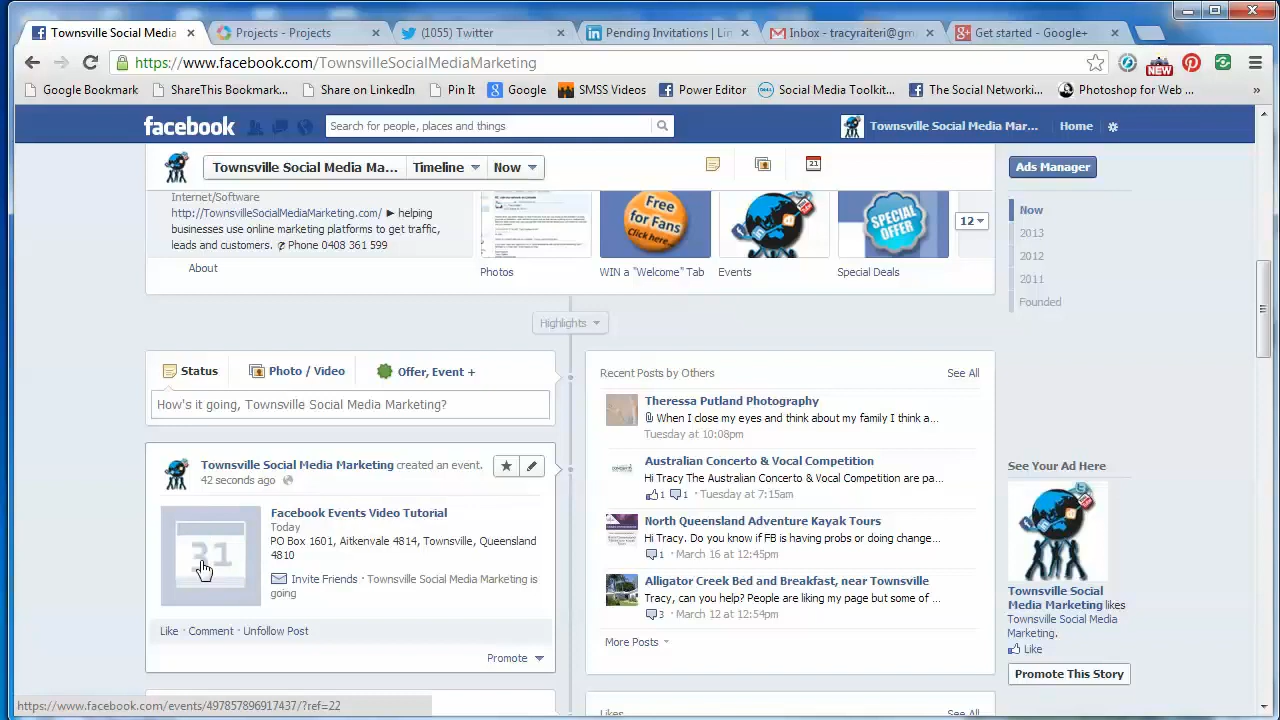 Townsville Social Media
Projects - Projects
(1055) Twitter
Pending Invitations | Lin
Inbox - tracyraiteri@gm
Get started - Google+
https://www.facebook.com/TownsvilleSocialMediaMarketing
NEW
Google Bookmark
ShareThis Bookmark...
Share on LinkedIn
Pin It
Google
SMSS Videos
Power Editor
Social Media Toolkit...
The Social Networki...
Photoshop for Web ...
»
facebook
Search for people, places and things
Townsville Social Media Mar...
Home
Townsville Social Media Ma...
Timeline
Now
Ads Manager
Internet/Software
http://TownsvilleSocialMediaMarketing.com/ ► helping
businesses use online marketing platforms to get traffic,
leads and Phone 0408 361 599
About
Photos
Free for Fans
Click here...
WIN a "Welcome" Tab
Events
SPECIAL OFFER
Special Deals
12
Now
2013
2012
2011
Founded
Highlights
Status
Photo / Video
Offer, Event +
How's it going, Townsville Social Media Marketing?
Townsville Social Media Marketing created an event.
42 seconds ago
31
Facebook Events Video Tutorial
Today
PO Box 1601, Aitkenvale 4814, Townsville, Queensland
4810
Invite Friends · Townsville Social Media Marketing is
going
Like · Comment · Unfollow Post
Promote
Recent Posts by Others
See All
Theressa Putland Photography
When I close my eyes and think about my family I think a...
Tuesday at 10:08pm
Australian Concerto & Vocal Competition
Hi Tracy The Australian Concerto & Vocal Competition are pa...
1 1 · Tuesday at 7:15am
North Queensland Adventure Kayak Tours
Hi Tracy. Do you know if FB is having probs or doing change...
1 · March 16 at 12:45pm
Alligator Creek Bed and Breakfast, near Townsville
Tracy, can you help? People are liking my page but some of ...
3 · March 12 at 12:54pm
More Posts
Likes
See All
See Your Ad Here
Townsville Social
Media Marketing likes
Townsville Social Media
Marketing.
Like
Promote This Story
https://www.facebook.com/events/497857896917437/?ref=22